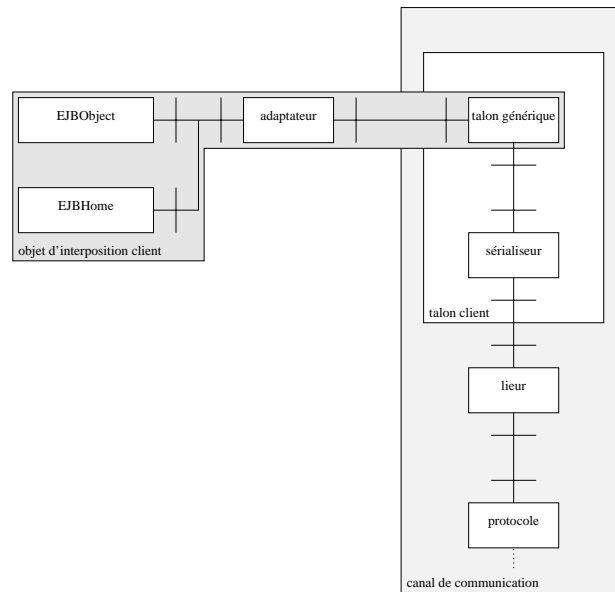 EJBObject
adaptateur
talon générique
EJBHome
objet d'interposition client
sérialiseur
talon client
lieur
protocole
canal de communication